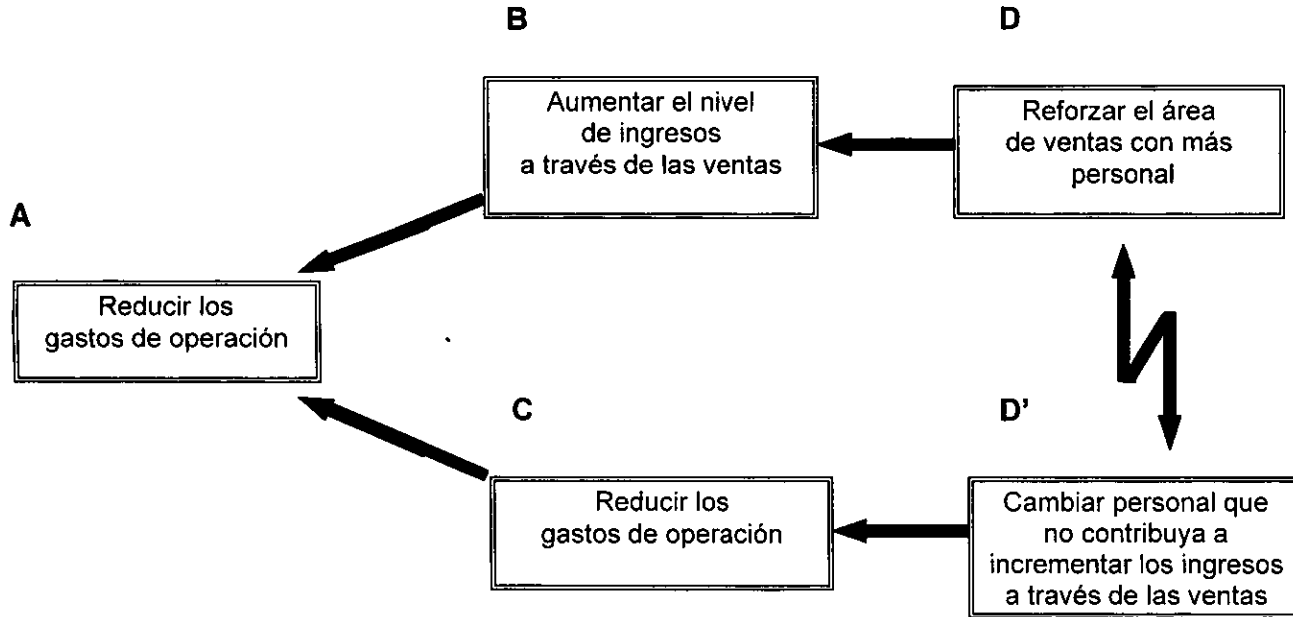 B
D
Aumentar el nivel
de ingresos
a través de las ventas
Reforzar el área
de ventas con más
personal
A
Reducir los
gastos de operación
C
D'
Reducir los
gastos de operación
Cambiar personal que
no contribuya a
incrementar los ingresos
a través de las ventas